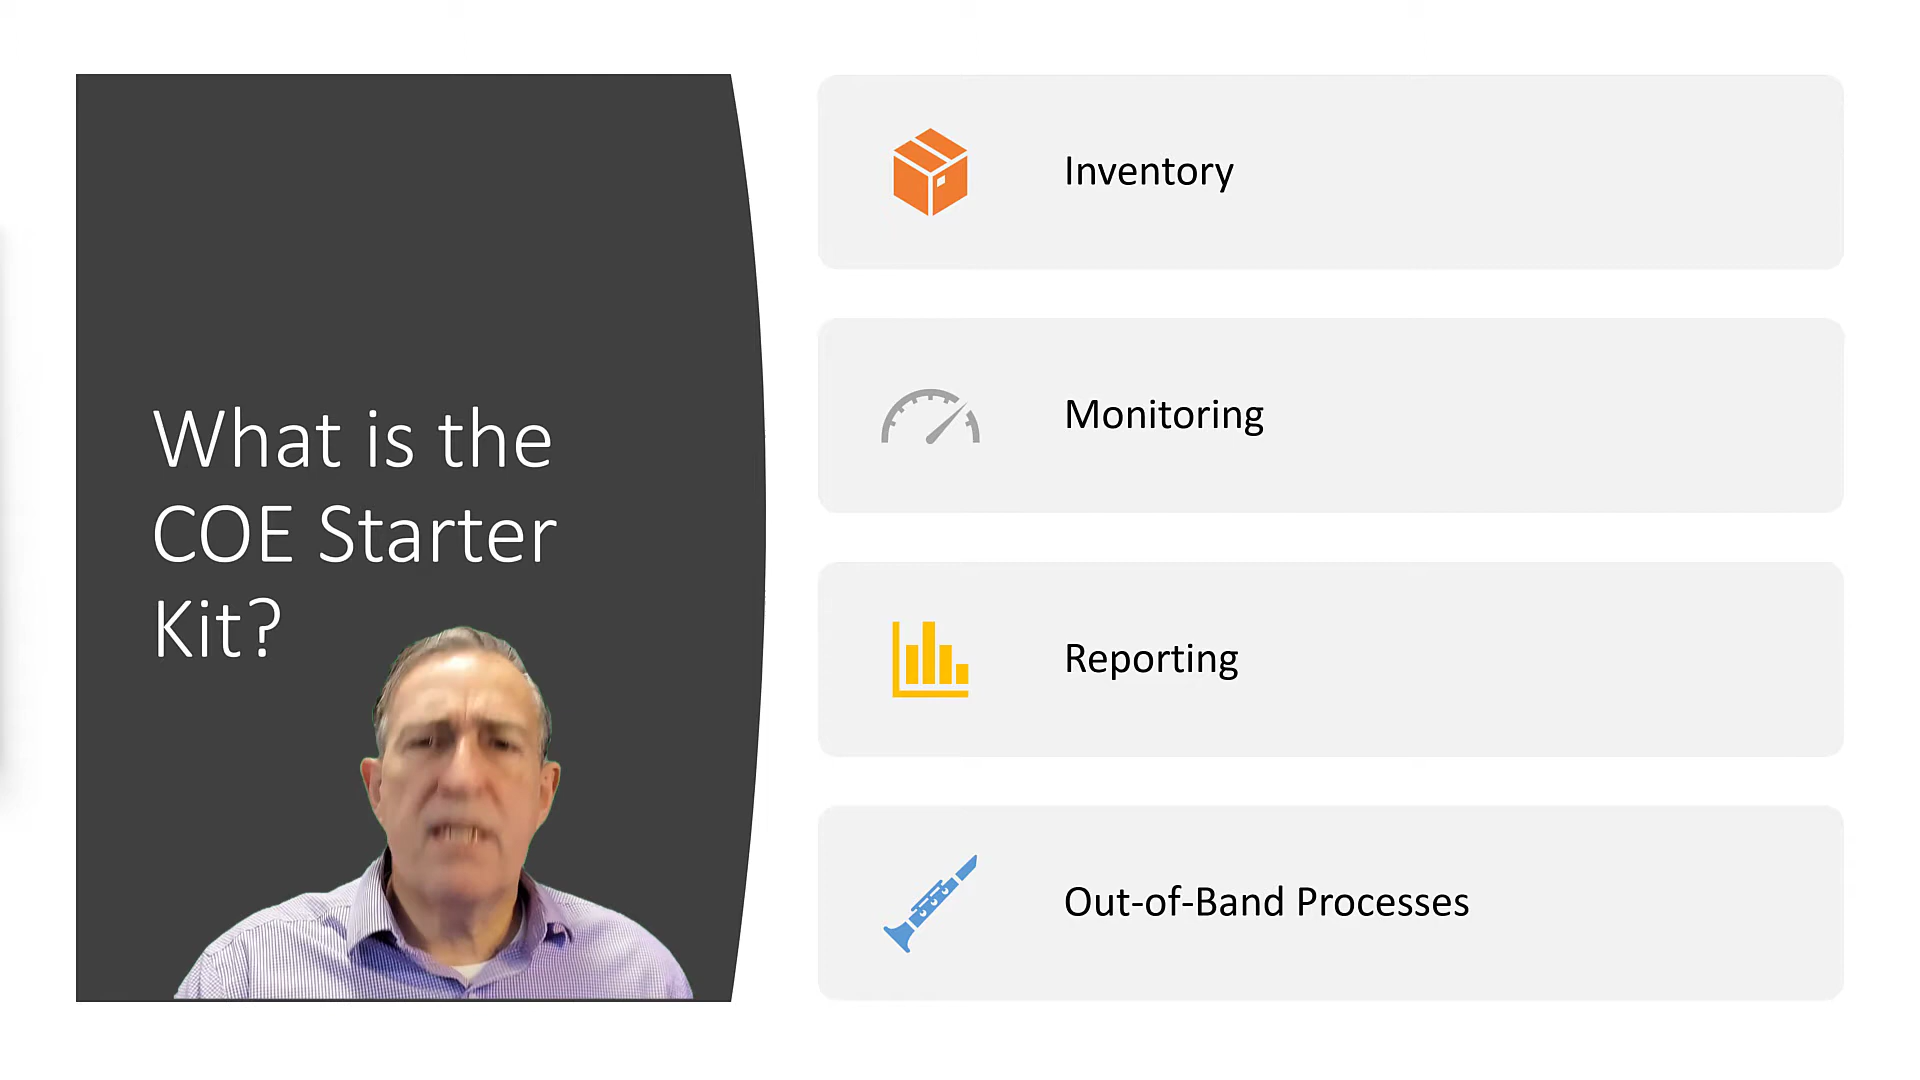 What is the
COE Starter
Kit?
Inventory
Monitoring
Reporting
Out-of-Band Processes